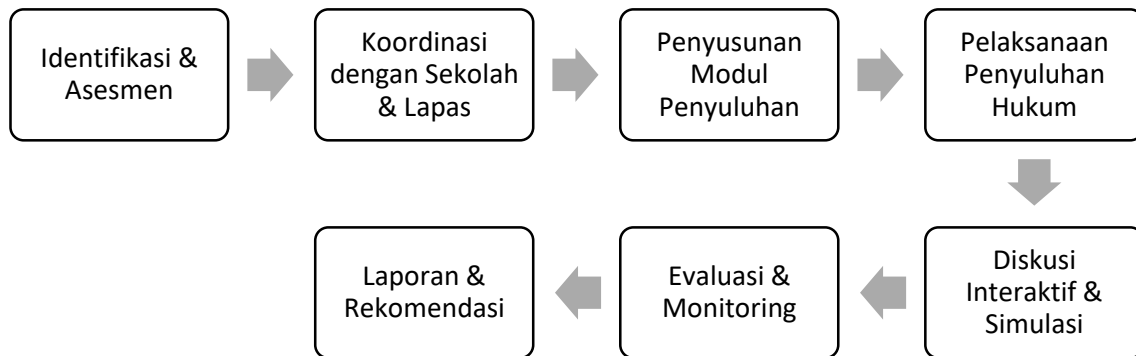 Identifikasi &
Asesmen
Koordinasi
dengan Sekolah
& Lapas
Penyusunan
Modul
Penyuluhan
Pelaksanaan
Penyuluhan
Hukum
Diskusi
Interaktif &
Simulasi
Evaluasi &
Monitoring
Laporan &
Rekomendasi